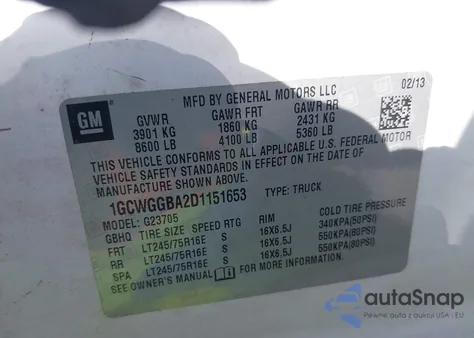 MFD BY GENERAL MOTORS LLC
02/13
GM
GVWR GAWR FRT GAWR RR
3901 KG 1860 KG 2431 KG
8600 LB 4100 LB 5360 LB
THIS VEHICLE CONFORMS TO ALL APPLICABLE U.S. FEDERAL MOTOR
VEHICLE SAFETY STANDARDS IN EFFECT ON THE DATE OF
MANUFACTURE SHOWN ABOVE.
1GCWGGBA2D1151653 TYPE: TRUCK
MODEL: G23705
GBHQ TIRE SIZE SPEED RTG RIM COLD TIRE PRESSURE
FRT LT245/75R16E S 16X6.5J 340KPA(50PSI)
RR LT245/75R16E S 16X6.5J 550KPA(80PSI)
SPA LT245/75R16E S 16X6.5J 550KPA(80PSI)
SEE OWNER'S MANUAL FOR MORE INFORMATION
autoSnap
Pewne auta z USA i EU